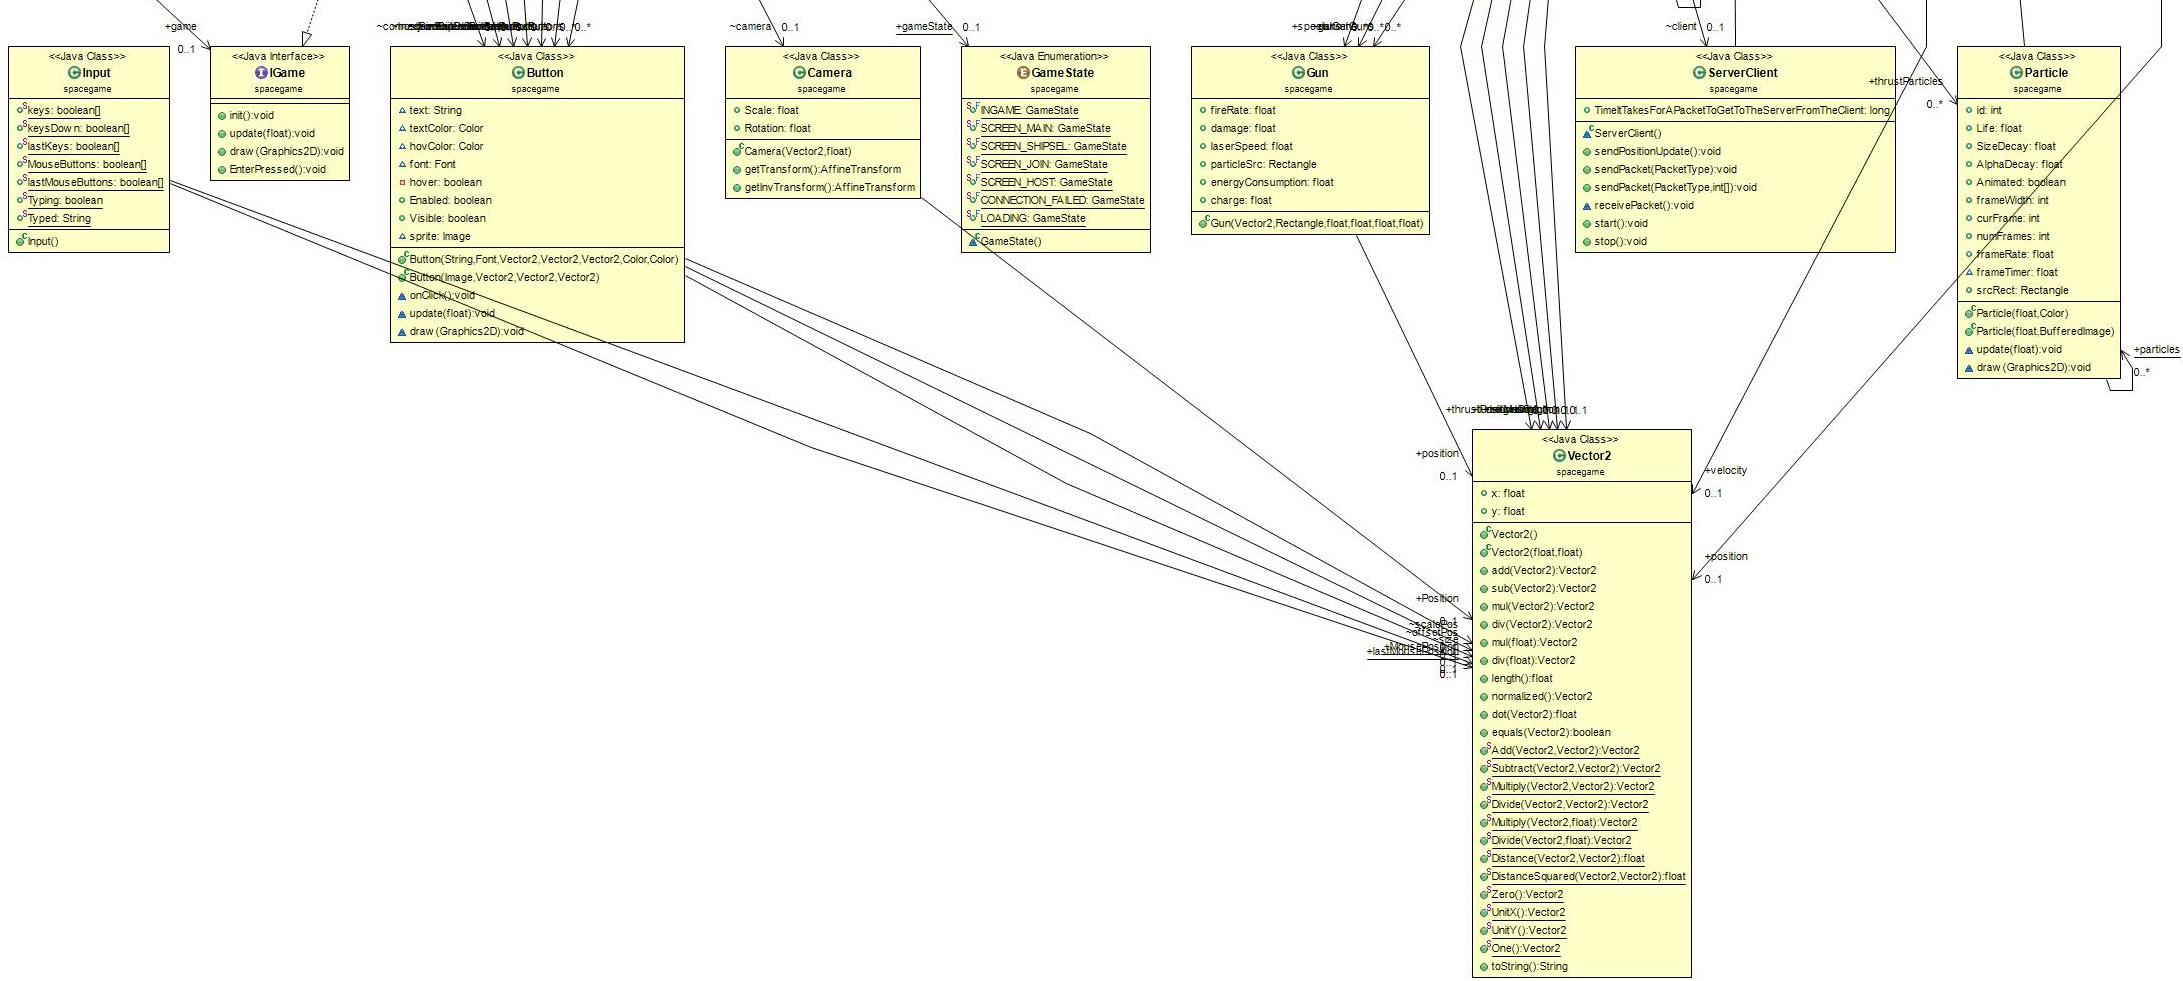 +game
0..1
~camera
0..1
+gameState
0..1
~client
0..1
+thrustParticles
0..*
<<Java Class>>
Input
spacegame
keys: boolean[]
keysDown: boolean[]
lastKeys: boolean[]
MouseButtons: boolean[]
lastMouseButtons: boolean[]
Typing: boolean
Typed: String
Input()
<<Java Interface>>
IGame
spacegame
init():void
update(float):void
draw(Graphics2D):void
EnterPressed():void
<<Java Class>>
Button
spacegame
text: String
textColor: Color
hovColor: Color
font: Font
hover: boolean
Enabled: boolean
Visible: boolean
sprite: Image
Button(String,Font,Vector2,Vector2,Vector2,Color,Color)
Button(Image,Vector2,Vector2,Vector2)
onClick():void
update(float):void
draw(Graphics2D):void
<<Java Class>>
Camera
spacegame
Scale: float
Rotation: float
Camera(Vector2,float)
getTransform():AffineTransform
getInvTransform():AffineTransform
<<Java Enumeration>>
GameState
spacegame
INGAME: GameState
SCREEN_MAIN: GameState
SCREEN_SHIPSEL: GameState
SCREEN_JOIN: GameState
SCREEN_HOST: GameState
CONNECTION_FAILED: GameState
LOADING: GameState
GameState()
<<Java Class>>
Gun
spacegame
fireRate: float
damage: float
laserSpeed: float
particleSrc: Rectangle
energyConsumption: float
charge: float
Gun(Vector2,Rectangle,float,float,float,float)
<<Java Class>>
ServerClient
spacegame
TimeItTakesForAPacketToGetToTheServerFromTheClient: long
ServerClient()
sendPositionUpdate():void
sendPacket(PacketType):void
sendPacket(PacketType,int[]):void
receivePacket():void
start():void
stop():void
<<Java Class>>
Particle
spacegame
id: int
Life: float
SizeDecay: float
AlphaDecay: float
Animated: boolean
frameWidth: int
curFrame: int
numFrames: int
frameRate: float
frameTimer: float
srcRect: Rectangle
Particle(float,Color)
Particle(float,BufferedImage)
update(float):void
draw(Graphics2D):void
+particles
0..*
+position
0..1
+velocity
0..1
+position
0..1
+Position
~scalePos
~offsetPos
~size
+MousePosition
+lastMousePosition
0..1
<<Java Class>>
Vector2
spacegame
x: float
y: float
Vector2()
Vector2(float,float)
add(Vector2):Vector2
sub(Vector2):Vector2
mul(Vector2):Vector2
div(Vector2):Vector2
mul(float):Vector2
div(float):Vector2
length():float
normalized():Vector2
dot(Vector2):float
equals(Vector2):boolean
Add(Vector2,Vector2):Vector2
Subtract(Vector2,Vector2):Vector2
Multiply(Vector2,Vector2):Vector2
Divide(Vector2,Vector2):Vector2
Multiply(Vector2,float):Vector2
Divide(Vector2,float):Vector2
Distance(Vector2,Vector2):float
DistanceSquared(Vector2,Vector2):float
Zero():Vector2
UnitX():Vector2
UnitY():Vector2
One():Vector2
toString():String